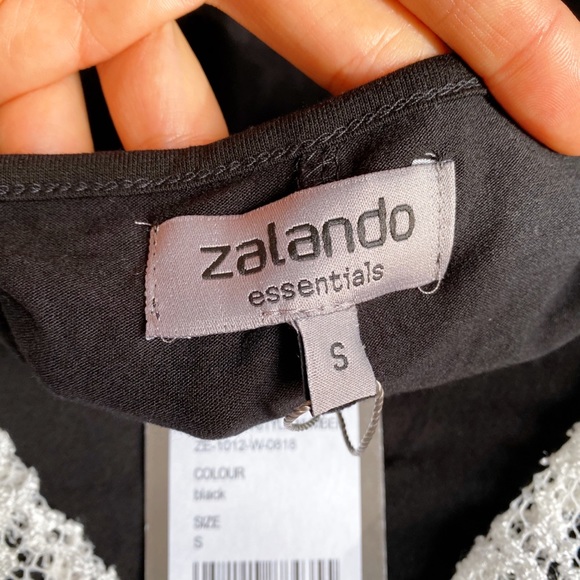 zalando
essentials
S
ZE-1012-W-0818
COLOUR
black
SIZE
S